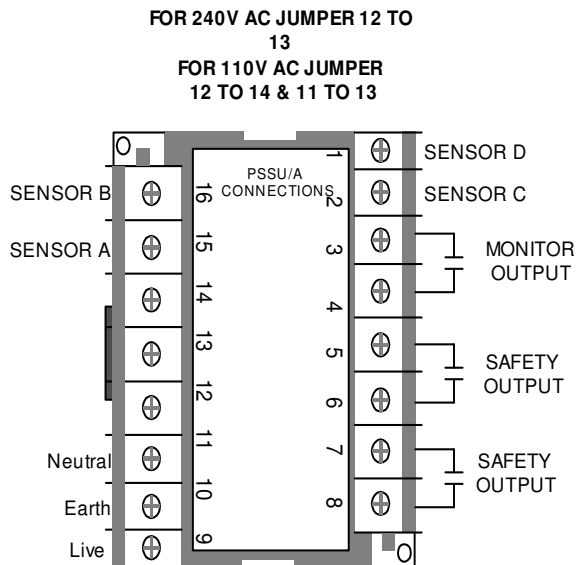 FOR 240V AC JUMPER 12 TO
13
FOR 110V AC JUMPER
12 TO 14 & 11 TO 13
PSSU/A
CONNECTIONS
SENSOR B
16
SENSOR A
15
14
13
12
11
Neutral
10
Earth
9
Live
1
SENSOR D
2
SENSOR C
3
MONITOR
OUTPUT
4
5
SAFETY
OUTPUT
6
7
SAFETY
OUTPUT
8